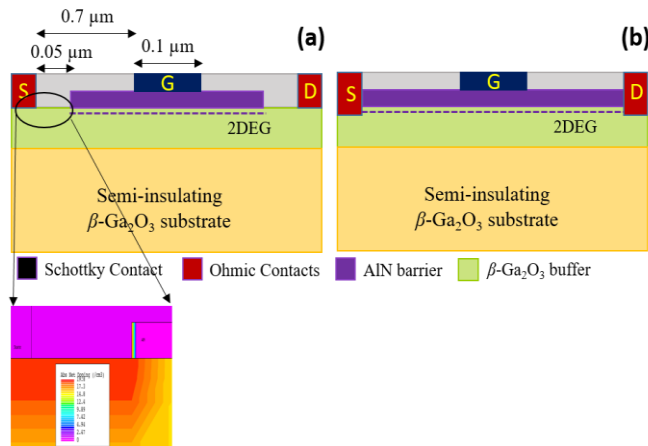 0.7 µm
(a)
(b)
0.05 µm
0.1 µm
S
G
D
2DEG
Semi-insulating
β-Ga2O3 substrate
S
G
D
2DEG
Semi-insulating
β-Ga2O3 substrate
Schottky Contact
Ohmic Contacts
AlN barrier
β-Ga2O3 buffer